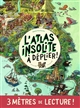 L'ATLAS
INSOLITE
À DÉPLIER!
3 MÈTRES DE LECTURE !